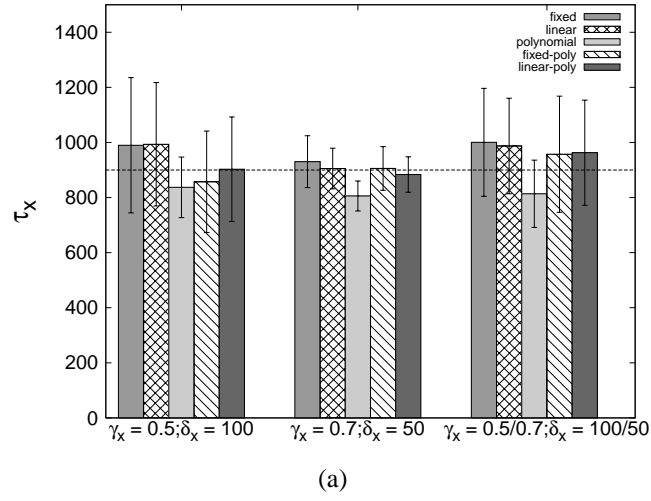 1400
1200
1000
800
600
400
200
0
τx
fixed
linear
polynomial
fixed-poly
linear-poly
γx = 0.5;δx = 100
γx = 0.7;δx = 50
γx = 0.5/0.7;δx = 100/50
(a)